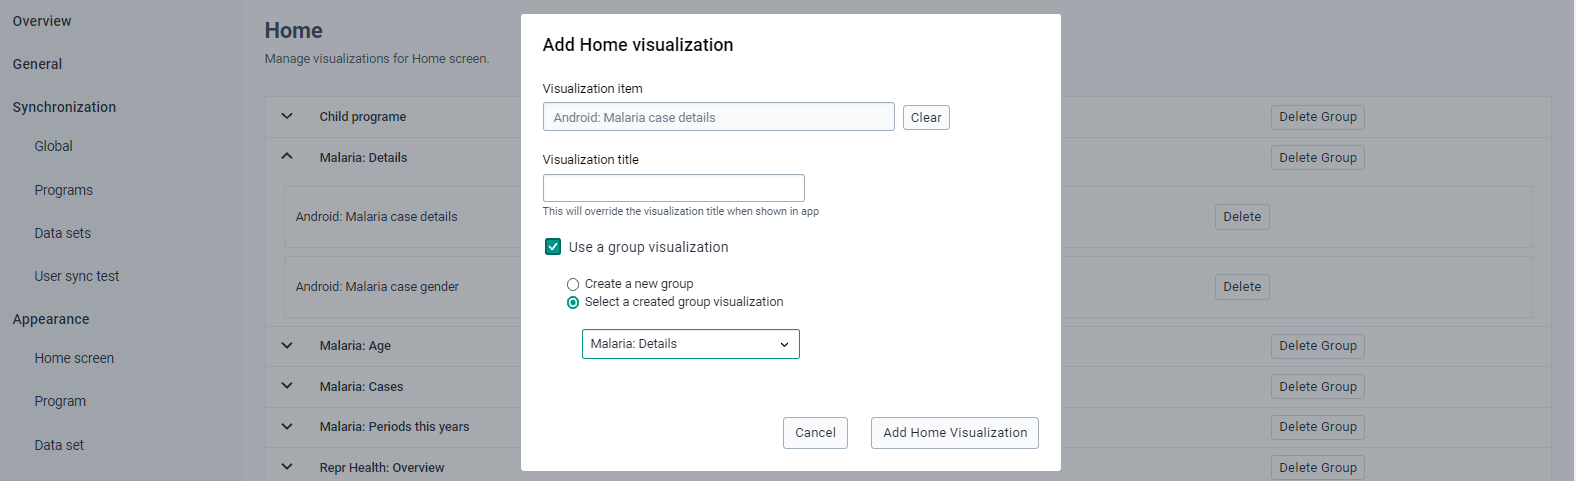 Overview
General
Synchronization
Global
Programs
Data sets
User sync test
Appearance
Home screen
Program
Data set
Home
Manage visualizations for Home screen.
Child programe
Delete Group
Malaria: Details
Delete Group
Android: Malaria case details
Delete
Android: Malaria case gender
Delete
Malaria: Age
Delete Group
Malaria: Cases
Delete Group
Malaria: Periods this years
Delete Group
Repr Health: Overview
Delete Group
Add Home visualization
Visualization item
Android: Malaria case details
Clear
Visualization title
This will override the visualization title when shown in app
Use a group visualization
Create a new group
Select a created group visualization
Malaria: Details
Cancel
Add Home Visualization